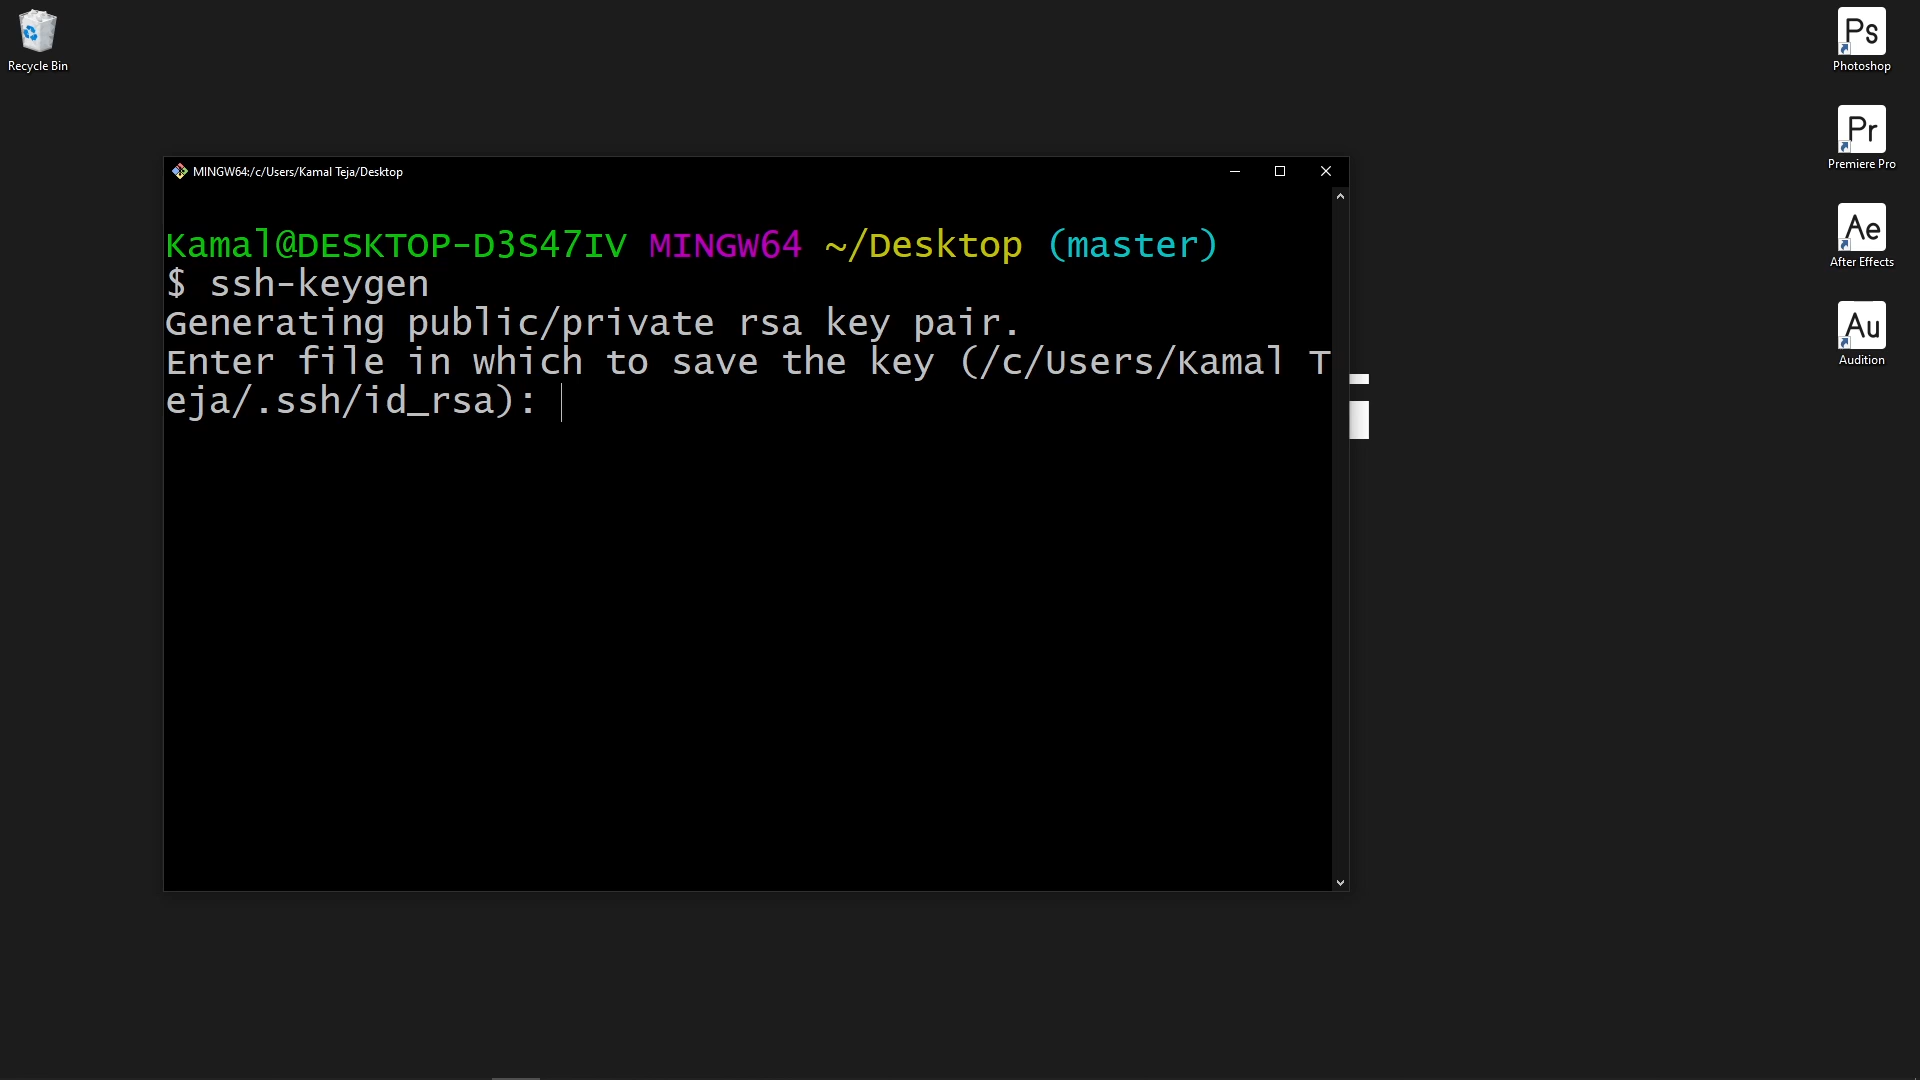 Recycle Bin
Ps
Photoshop
Pr
Premiere Pro
Ae
After Effects
Au
Audition
MINGW64:/c/Users/Kamal Teja/Desktop
Kamal@DESKTOP-D3S47IV MINGW64 ~/Desktop (master)
$ ssh-keygen
Generating public/private rsa key pair.
Enter file in which to save the key (/c/Users/Kamal T
eja/.ssh/id_rsa):